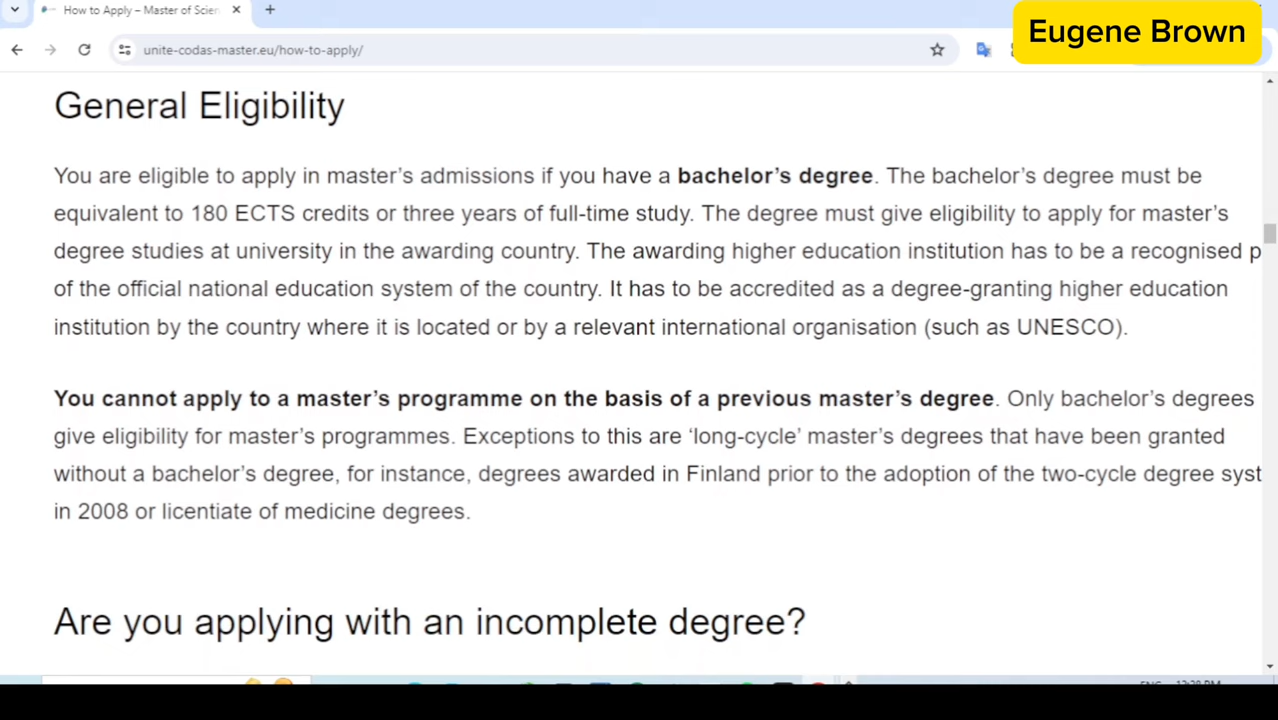 How to Apply – Master of Scien
Eugene Brown
unite-codas-master.eu/how-to-apply/
General Eligibility
You are eligible to apply in master’s admissions if you have a bachelor’s degree. The bachelor’s degree must be
equivalent to 180 ECTS credits or three years of full-time study. The degree must give eligibility to apply for master’s
degree studies at university in the awarding country. The awarding higher education institution has to be a recognised p
of the official national education system of the country. It has to be accredited as a degree-granting higher education
institution by the country where it is located or by a relevant international organisation (such as UNESCO).
You cannot apply to a master’s programme on the basis of a previous master’s degree. Only bachelor’s degrees
give eligibility for master’s programmes. Exceptions to this are ‘long-cycle’ master’s degrees that have been granted
without a bachelor’s degree, for instance, degrees awarded in Finland prior to the adoption of the two-cycle degree syst
in 2008 or licentiate of medicine degrees.
Are you applying with an incomplete degree?